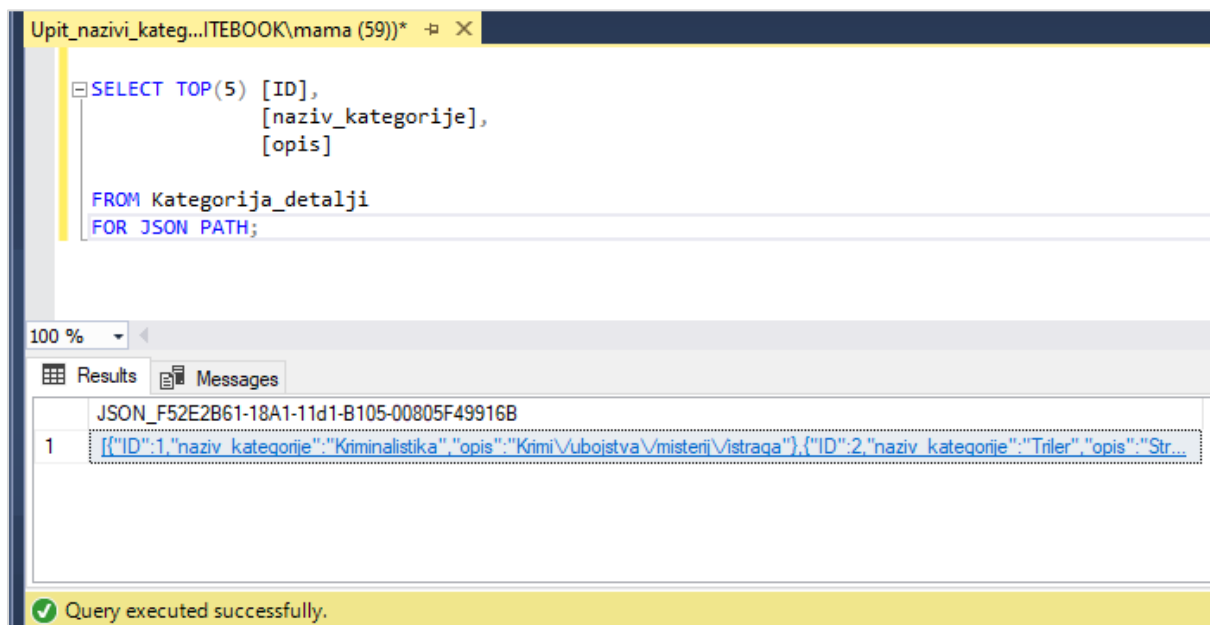 Upit_nazivi_kateg...ITEBOOK\mama (59))*
SELECT TOP(5) [ID],
[naziv_kategorije],
[opis]
FROM Kategorija_detalji
FOR JSON PATH;
100 %
Results Messages
JSON_F52E2B61-18A1-11d1-B105-00805F49916B
1 [{"ID":1,"naziv_kategorije":"Kriminalistika","opis":"Krimi\/ubojstva\/misterij\/istraga"},{"ID":2,"naziv_kategorije":"Triler","opis":"Str...
Query executed successfully.